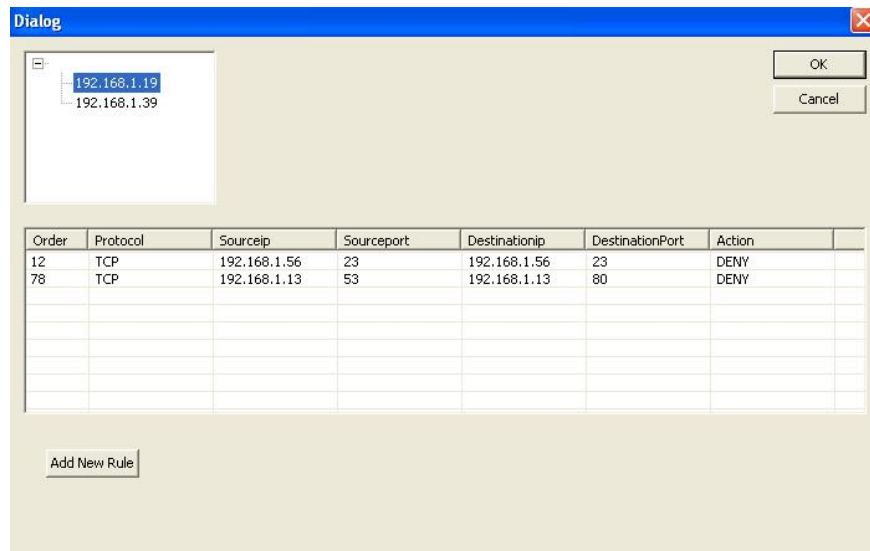 Dialog
192.168.1.19
192.168.1.39
OK
Cancel
Order Protocol Sourceip Sourceport Destinationip DestinationPort Action
12 TCP 192.168.1.56 23 192.168.1.56 23 DENY
78 TCP 192.168.1.13 53 192.168.1.13 80 DENY
Add New Rule